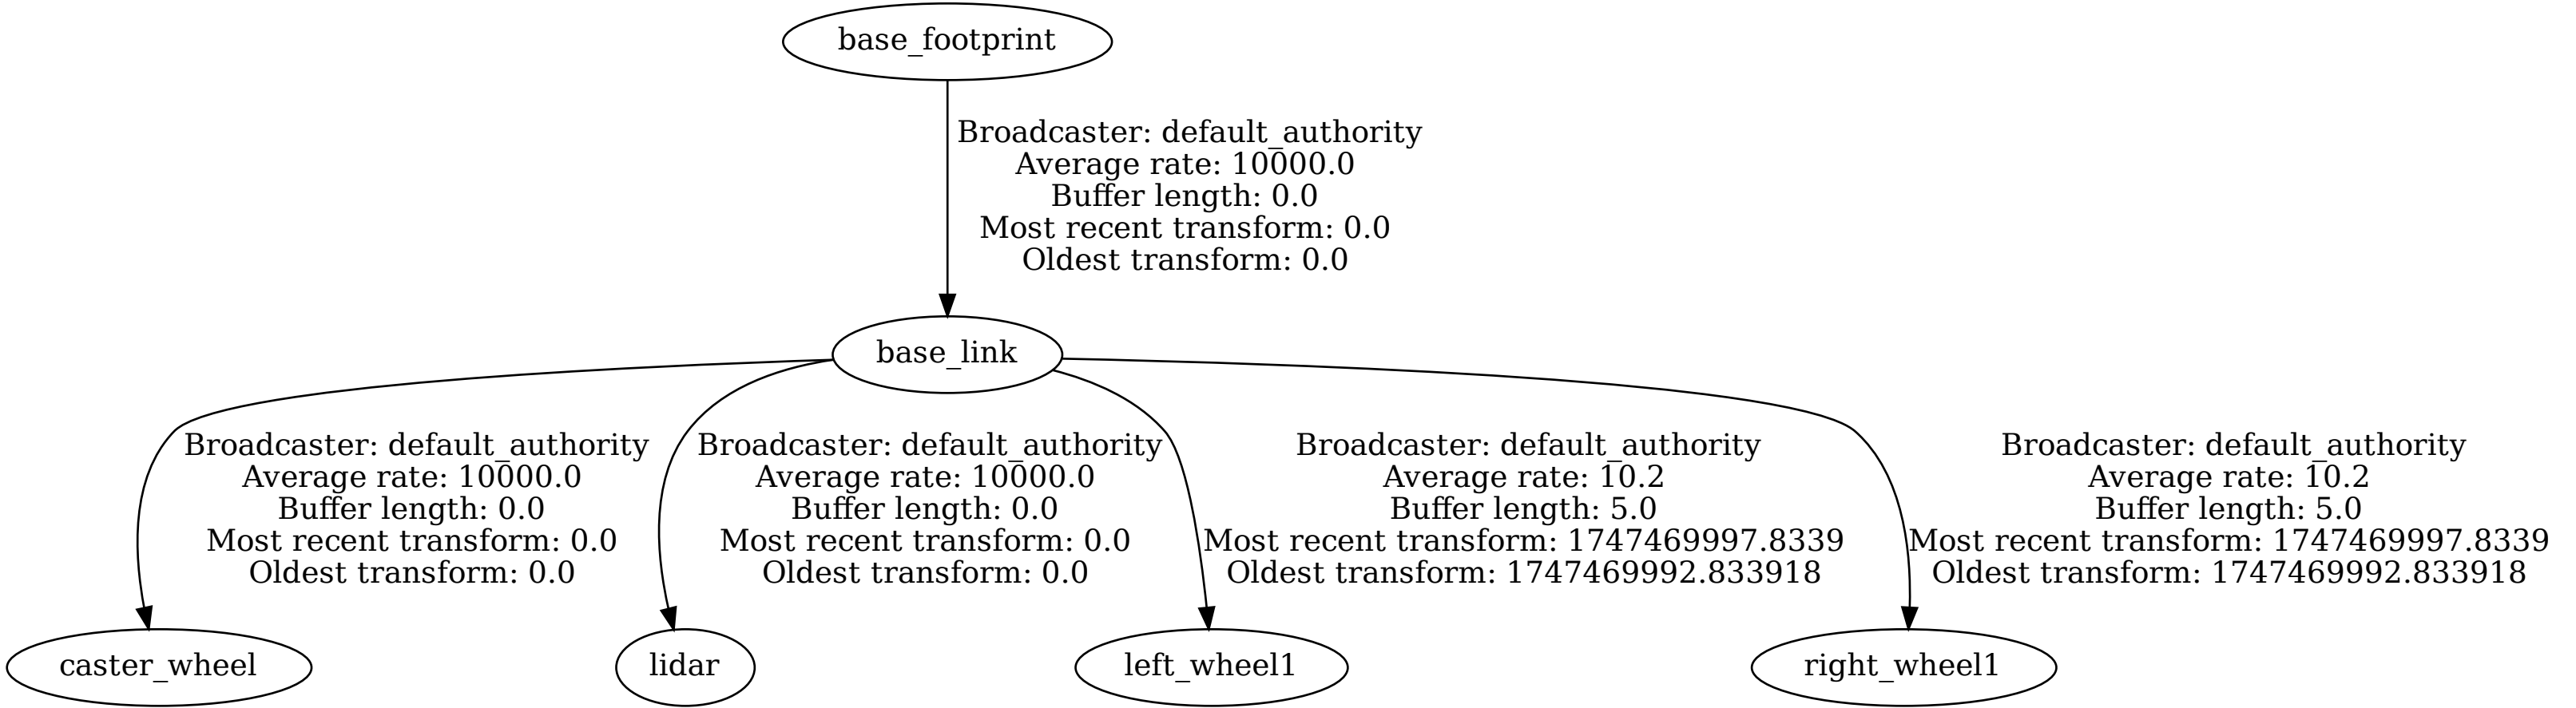 base_footprint
Broadcaster: default_authority
Average rate: 10000.0
Buffer length: 0.0
Most recent transform: 0.0
Oldest transform: 0.0
base_link
Broadcaster: default_authority
Average rate: 10000.0
Buffer length: 0.0
Most recent transform: 0.0
Oldest transform: 0.0
Broadcaster: default_authority
Average rate: 10000.0
Buffer length: 0.0
Most recent transform: 0.0
Oldest transform: 0.0
Broadcaster: default_authority
Average rate: 10.2
Buffer length: 5.0
Most recent transform: 1747469997.8339
Oldest transform: 1747469992.833918
Broadcaster: default_authority
Average rate: 10.2
Buffer length: 5.0
Most recent transform: 1747469997.8339
Oldest transform: 1747469992.833918
caster_wheel
lidar
left_wheel1
right_wheel1